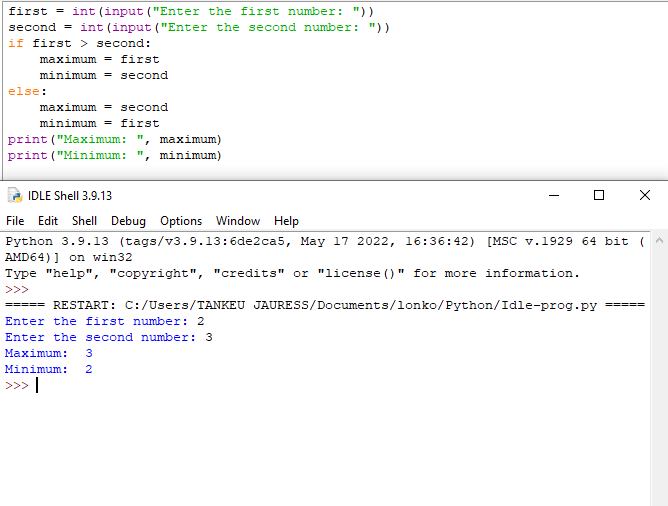 first = int(input("Enter the first number: "))
second = int(input("Enter the second number: "))
if first > second:
    maximum = first
    minimum = second
else:
    maximum = second
    minimum = first
print("Maximum: ", maximum)
print("Minimum: ", minimum)
IDLE Shell 3.9.13
File Edit Shell Debug Options Window Help
Python 3.9.13 (tags/v3.9.13:6de2ca5, May 17 2022, 16:36:42) [MSC v.1929 64 bit (
AMD64)] on win32
Type "help", "copyright", "credits" or "license()" for more information.
>>>
===== RESTART: C:/Users/TANKEU JAURESS/Documents/lonko/Python/Idle-prog.py =====
Enter the first number: 2
Enter the second number: 3
Maximum:  3
Minimum:  2
>>>